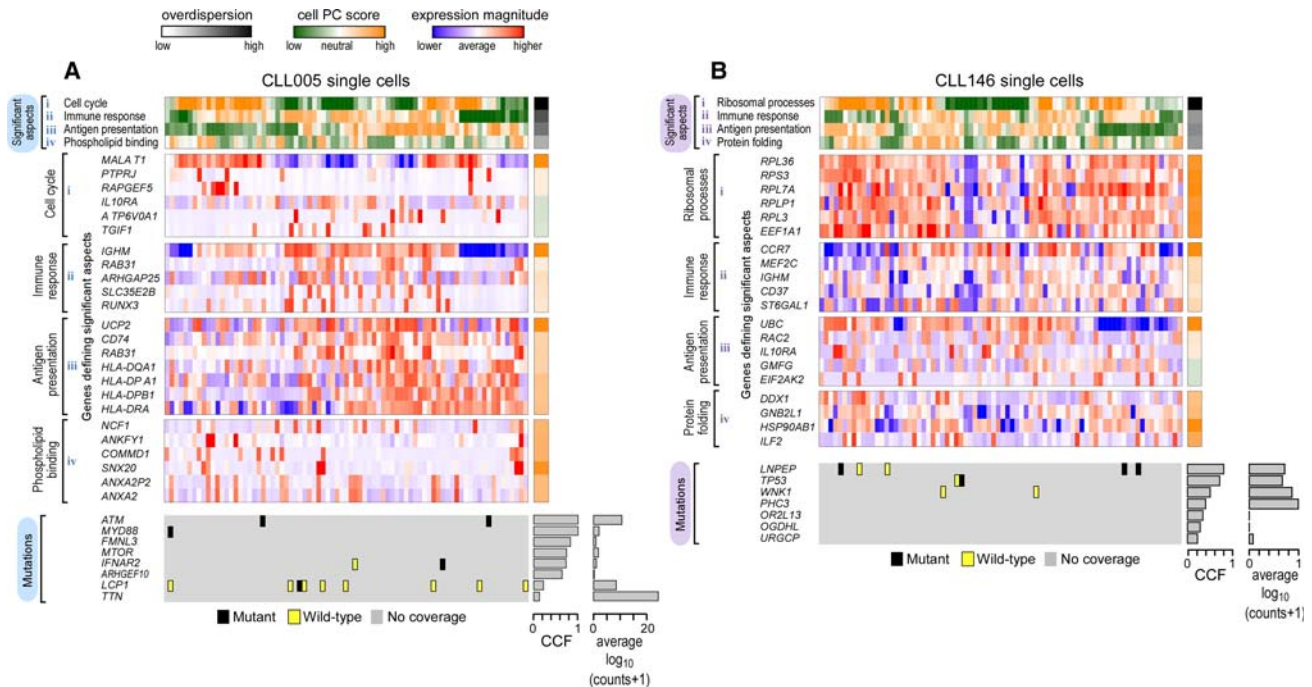 overdispersion
low high
cell PC score
low neutral high
expression magnitude
lower average higher
A
CLL005 single cells
Significant aspects
i Cell cycle
ii Immune response
iii Antigen presentation
iv Phospholipid binding
Genes defining significant aspects
Cell cycle
i
MALA T1
PTPRJ
RAPGEF5
IL10RA
A TP6V0A1
TGIF1
Immune response
ii
IGHM
RAB31
ARHGAP25
SLC35E2B
RUNX3
Antigen presentation
iii
UCP2
CD74
RAB31
HLA-DQA1
HLA-DP A1
HLA-DPB1
HLA-DRA
Phospholipid binding
iv
NCF1
ANKFY1
COMMD1
SNX20
ANXA2P2
ANXA2
Mutations
ATM
MYD88
FMNL3
MTOR
IFNAR2
ARHGEF10
LCP1
TTN
Mutant Wild-type No coverage
0 1
CCF
0 20
average
log10
(counts+1)
B
CLL146 single cells
Significant aspects
i Ribosomal processes
ii Immune response
iii Antigen presentation
iv Protein folding
Genes defining significant aspects
Ribosomal processes
i
RPL36
RPS3
RPL7A
RPLP1
RPL3
EEF1A1
Immune response
ii
CCR7
MEF2C
IGHM
CD37
ST6GAL1
Antigen presentation
iii
UBC
RAC2
IL10RA
GMFG
EIF2AK2
Protein folding
iv
DDX1
GNB2L1
HSP90AB1
ILF2
Mutations
LNPEP
TP53
WNK1
PHC3
OR2L13
OGDHL
URGCP
Mutant Wild-type No coverage
0 1
CCF
0 1
average
log10
(counts+1)